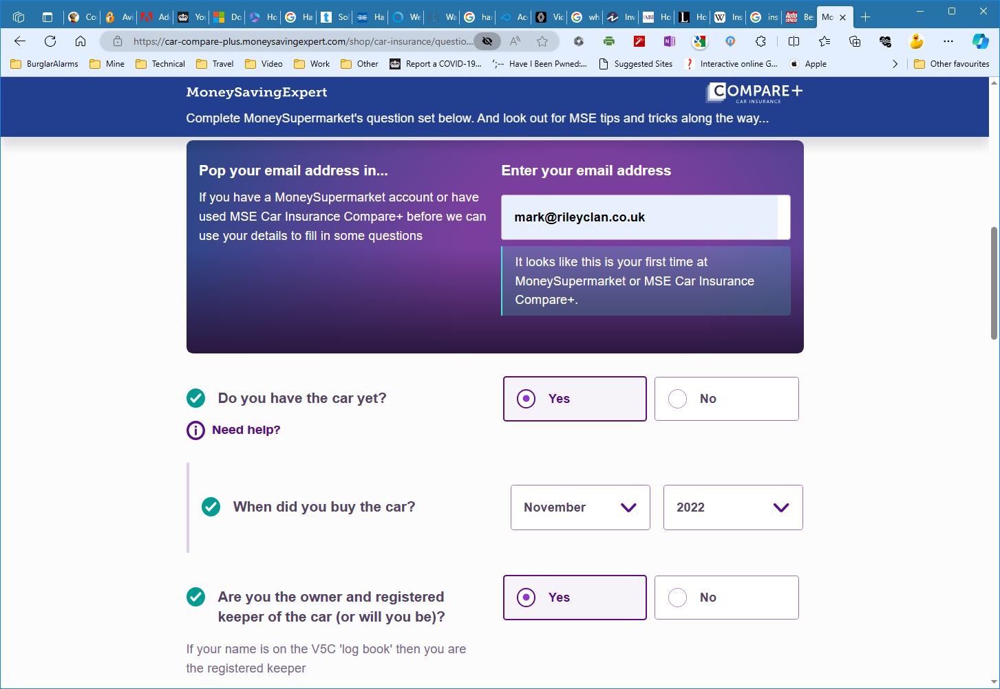 Co
Avi
Ad
Yo
Do
Ho
Ha
So
Ha
We
Wa
har
Acc
Vic
wh
Inv
Ho
Ho
Ins
ins
Be
Mo
https://car-compare-plus.moneysavingexpert.com/shop/car-insurance/questio...
BurglarAlarms
Mine
Technical
Travel
Video
Work
Other
Report a COVID-19...
Have I Been Pwned:...
Suggested Sites
Interactive online G...
Apple
Other favourites
MoneySavingExpert
COMPARE+
CAR INSURANCE
Complete MoneySupermarket's question set below. And look out for MSE tips and tricks along the way...
Pop your email address in...
If you have a MoneySupermarket account or have
used MSE Car Insurance Compare+ before we can
use your details to fill in some questions
Enter your email address
mark@rileyclan.co.uk
It looks like this is your first time at
MoneySupermarket or MSE Car Insurance
Compare+.
Do you have the car yet?
Yes
No
Need help?
When did you buy the car?
November
2022
Are you the owner and registered
keeper of the car (or will you be)?
Yes
No
If your name is on the V5C 'log book' then you are
the registered keeper